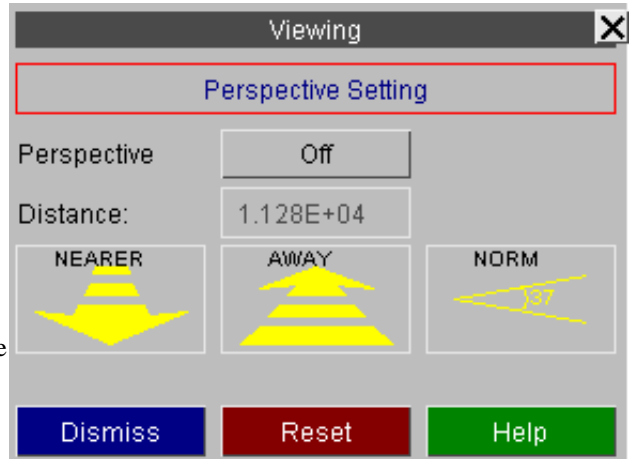 Viewing
Perspective Setting
Perspective Off
Distance: 1.128E+04
NEARER AWAY NORM
37
e
Dismiss Reset Help